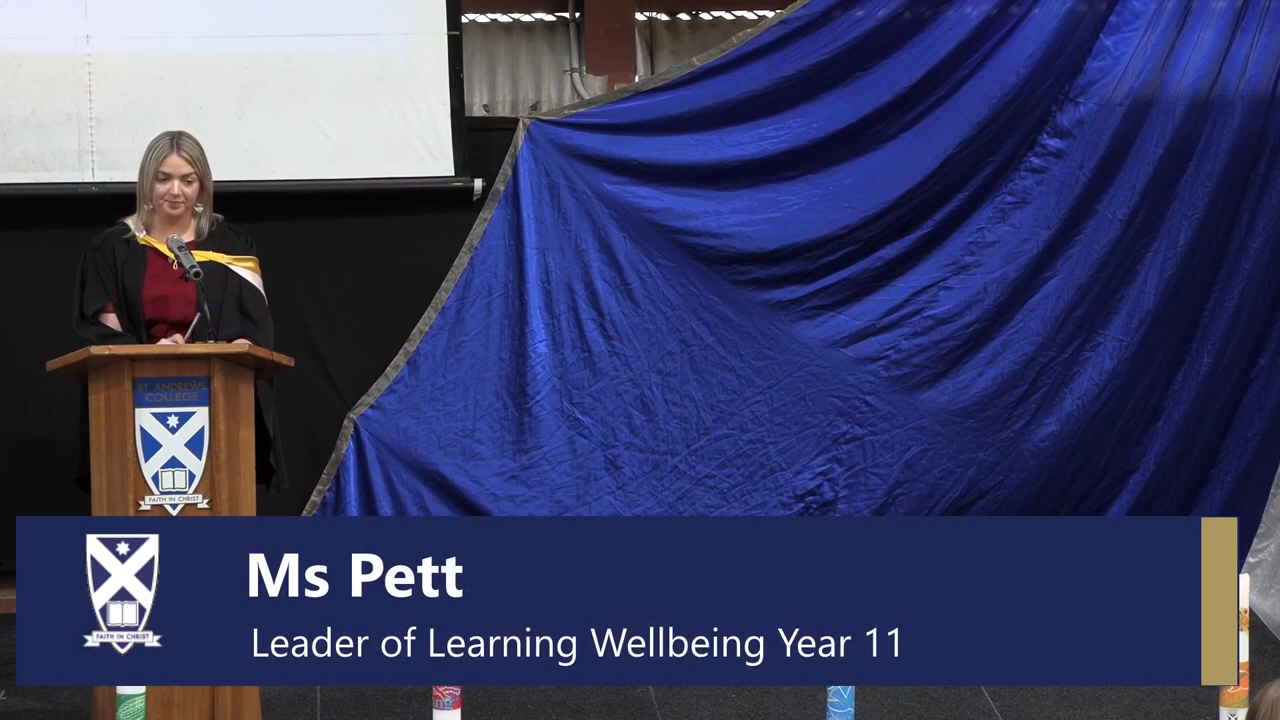 ST ANDREWS
COLLEGE
FAITH IN CHRIST
Ms Pett
FAITH IN CHRIST
Leader of Learning Wellbeing Year 11